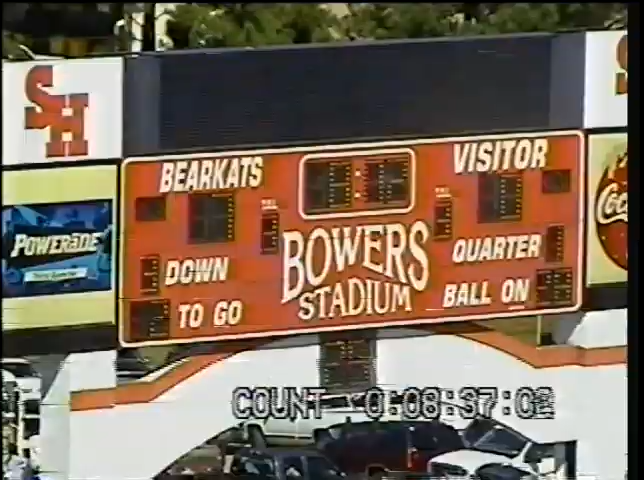 SH
BEARKATS
VISITOR
POWERADE
Coca
DOWN
BOWERS
STADIUM
QUARTER
TO GO
BALL ON
COUNT - 0:08:37:02